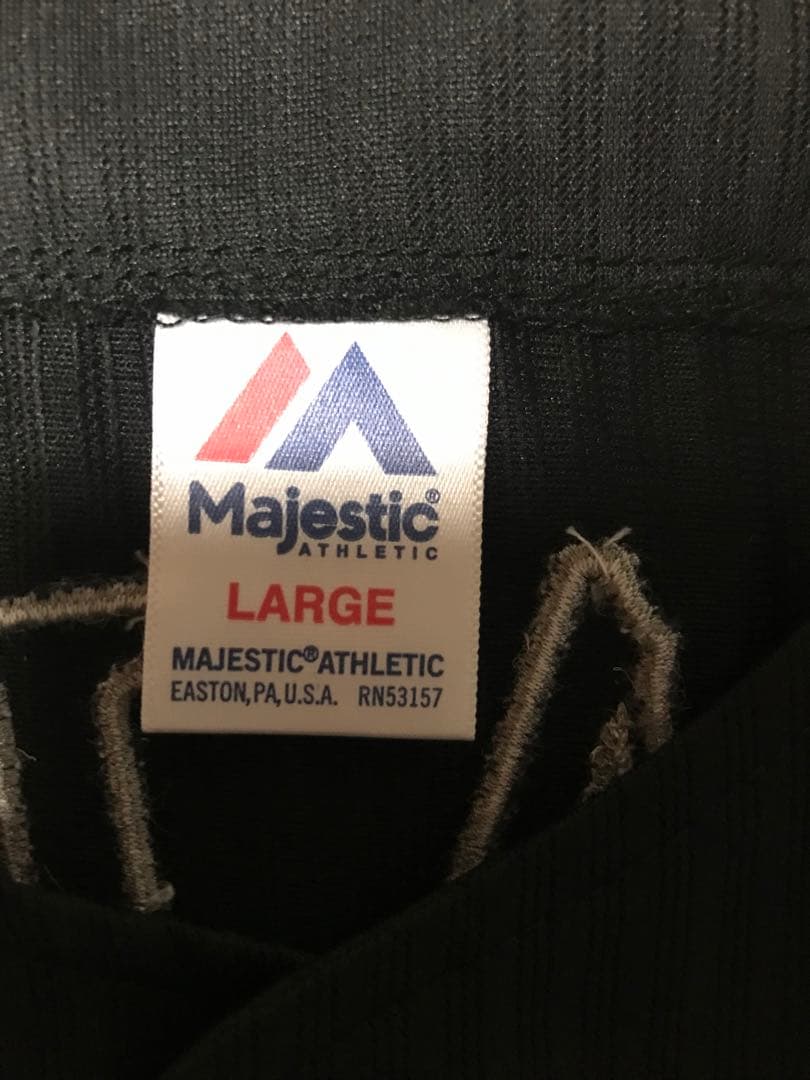 Majestic®
ATHLETIC
LARGE
MAJESTIC®ATHLETIC
EASTON, PA, U.S.A. RN53157